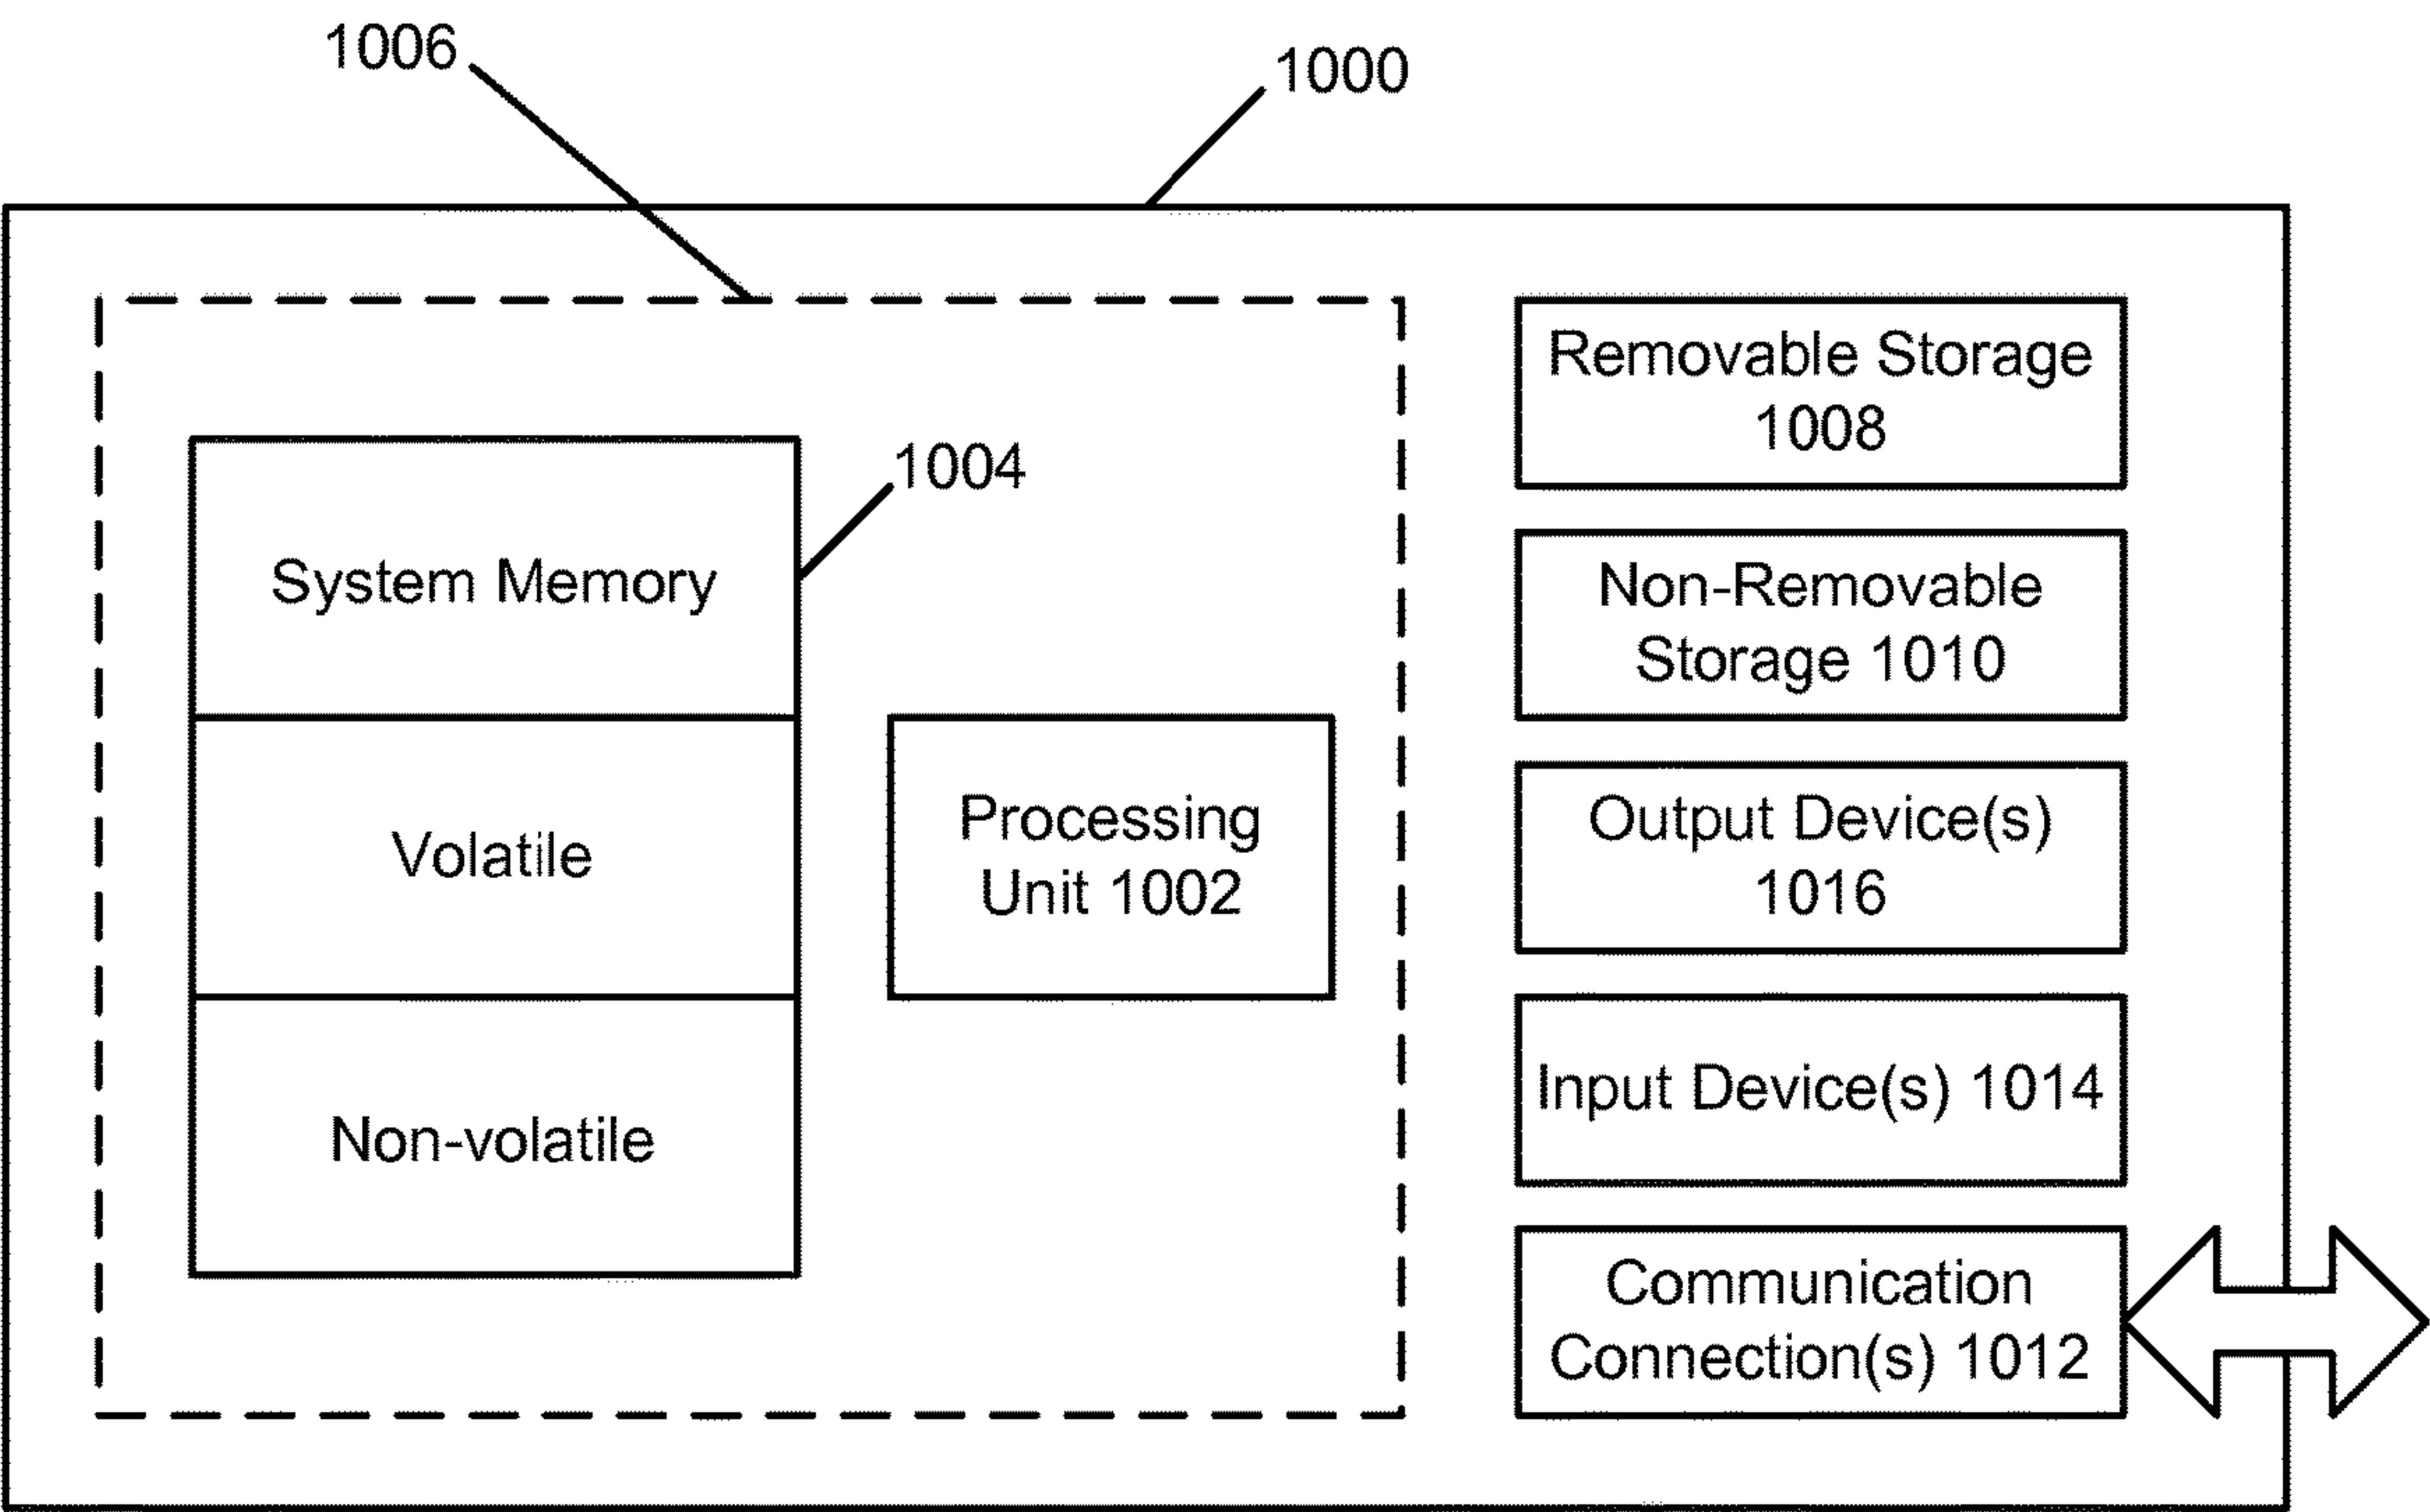 1006
1000
Removable Storage
1008
1004
System Memory
Non-Removable
Storage 1010
Volatile
Processing
Unit 1002
Output Device(s)
1016
Non-volatile
Input Device(s) 1014
Communication
Connection(s) 1012